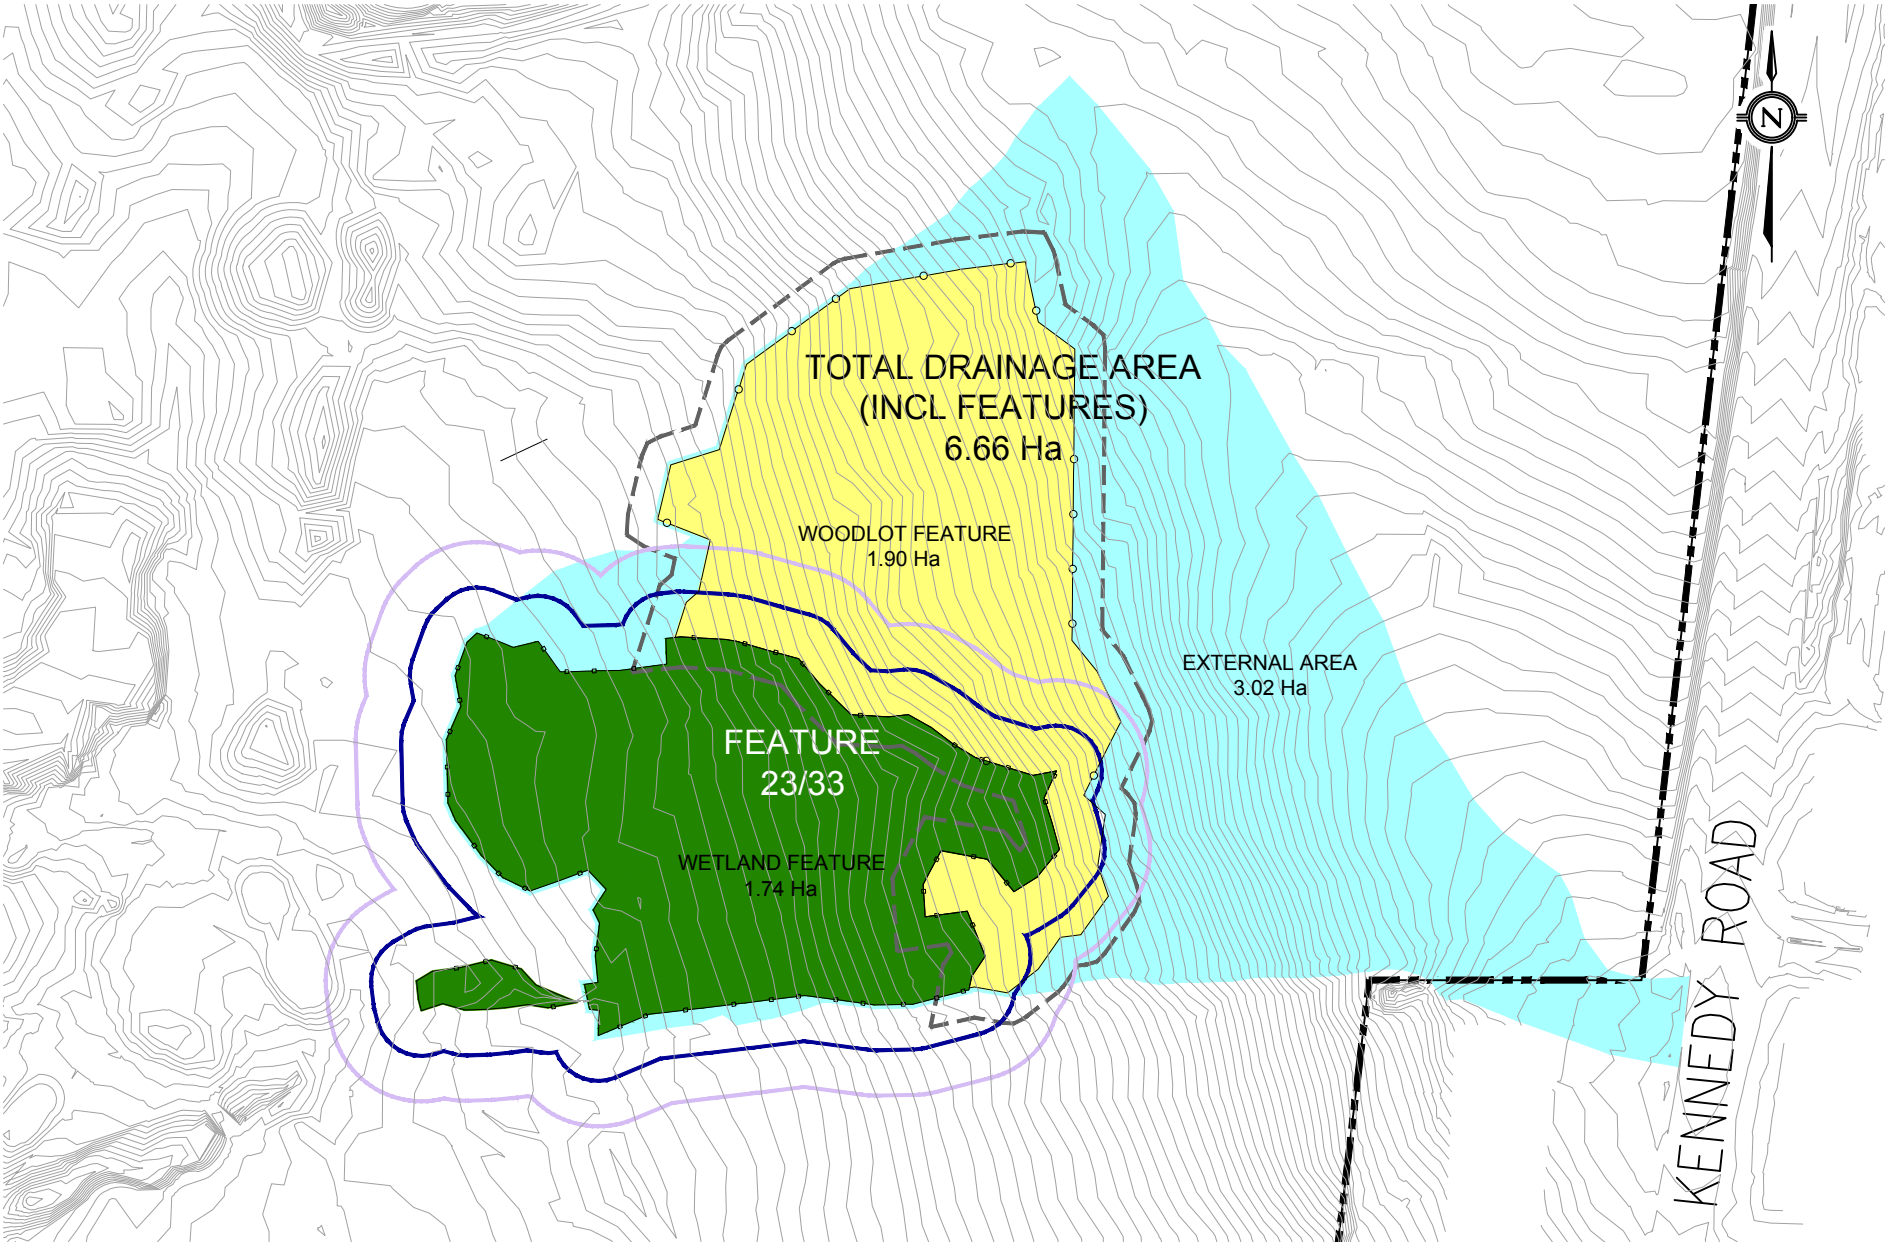 N
TOTAL DRAINAGE AREA
(INCL FEATURES)
6.66 Ha
WOODLOT FEATURE
1.90 Ha
EXTERNAL AREA
3.02 Ha
FEATURE
23/33
WETLAND FEATURE
1.74 Ha
KENNEDY ROAD